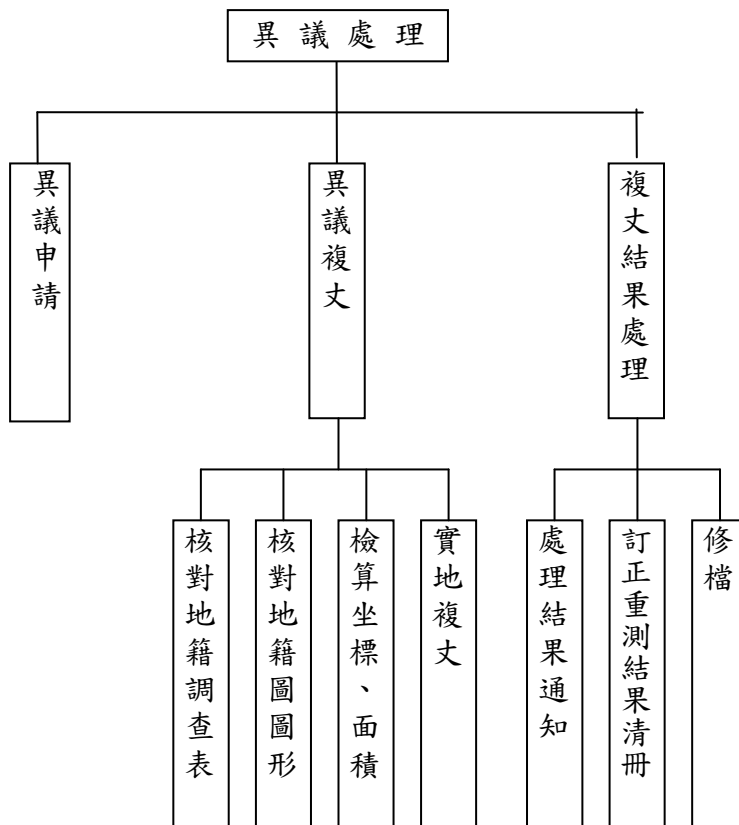 異議處理
異議申請
異議複丈
複丈結果處理
核對地籍調查表
核對地籍圖圖形
檢算坐標、面積
實地複丈
處理結果通知
訂正重測結果清冊
修檔